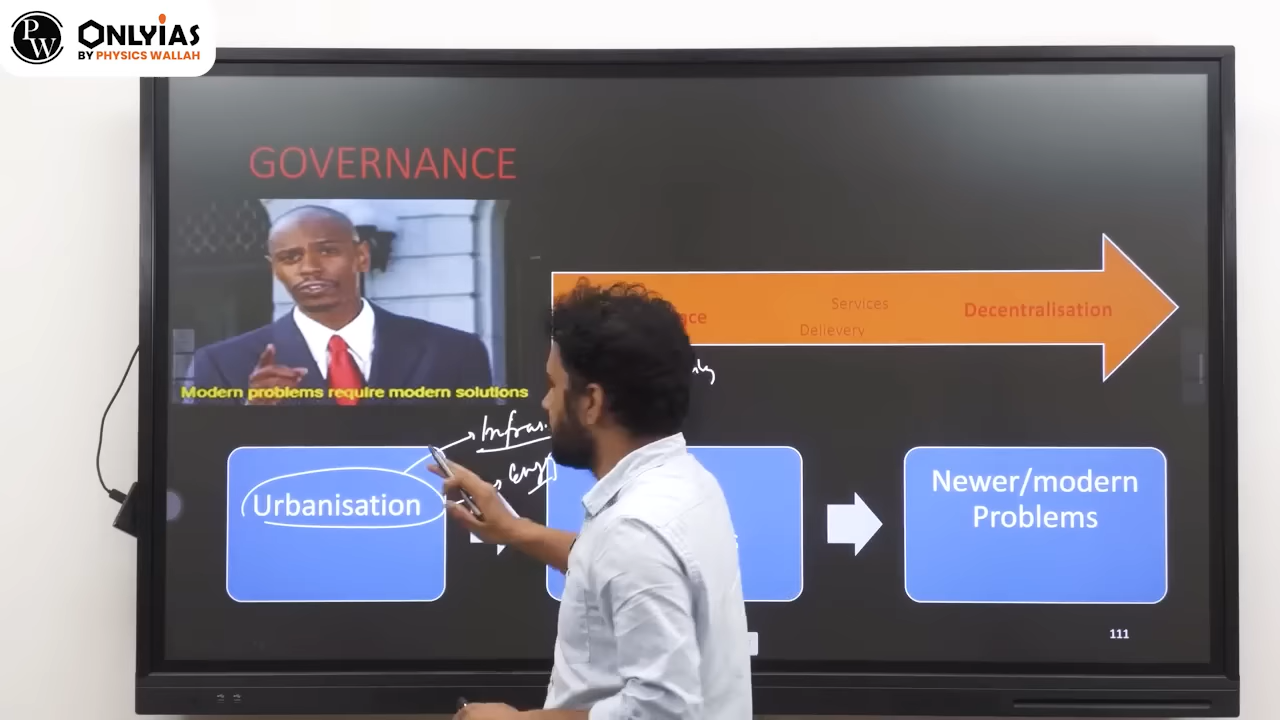 PW
ONLYIAS
BY PHYSICS WALLAH
GOVERNANCE
Services
Delievery
Decentralisation
Modern problems require modern solutions
Infras.
Urbanisation
Newer/modern
Problems
111